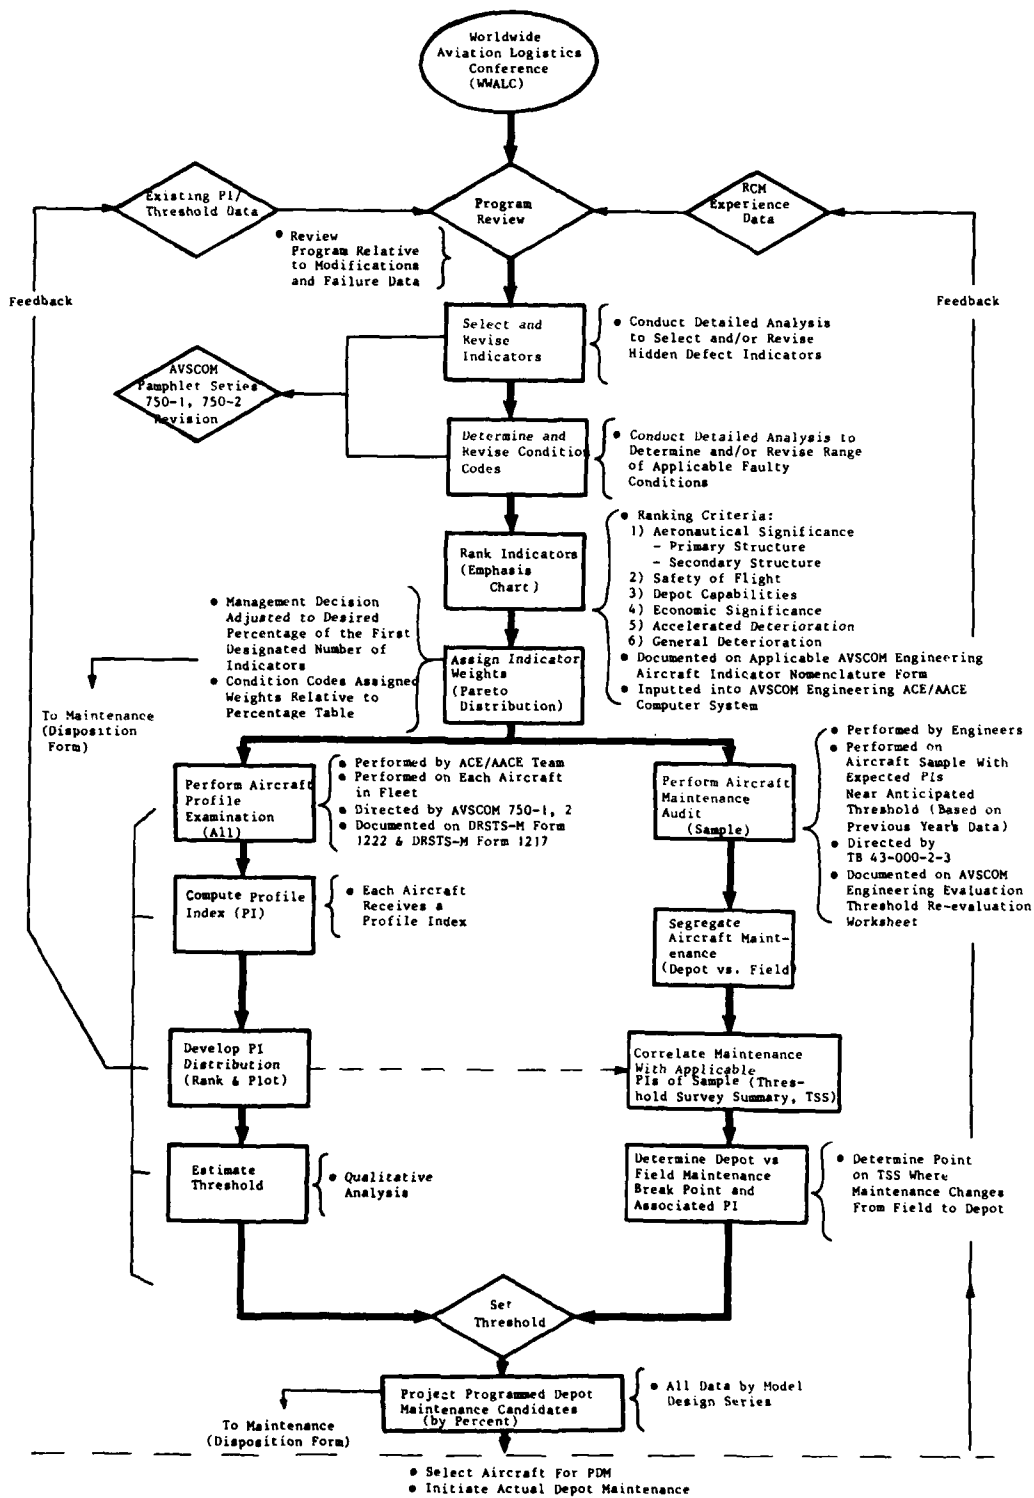 Worldwide
Aviation Logistics
Conference
(WWALC)
Existing PI/
Threshold Data
Program
Review
RCM
Experience
Data
● Review
Program Relative
to Modifications
and Failure Data
Feedback
Feedback
Select and
Revise
Indicators
● Conduct Detailed Analysis
to Select and/or Revise
Hidden Defect Indicators
AVSCOM
Pamphlet Series
750-1, 750-2
Revision
Determine and
Revise Condition
Codes
● Conduct Detailed Analysis to
Determine and/or Revise Range
of Applicable Faulty
Conditions
Rank Indicators
(Emphasis
Chart)
● Ranking Criteria:
1) Aeronautical Significance
- Primary Structure
- Secondary Structure
2) Safety of Flight
3) Depot Capabilities
4) Economic Significance
5) Accelerated Deterioration
6) General Deterioration
● Documented on Applicable AVSCOM Engineering
Aircraft Indicator Nomenclature Form
● Inputted into AVSCOM Engineering ACE/AACE
Computer System
● Management Decision
Adjusted to Desired
Percentage of the First
Designated Number of
Indicators
● Condition Codes Assigned
Weights Relative to
Percentage Table
Assign Indicator
Weights
(Pareto
Distribution)
To Maintenance
(Disposition
Form)
Perform Aircraft
Profile
Examination
(All)
● Performed by ACE/AACE Team
● Performed on Each Aircraft
in Fleet
● Directed by AVSCOM 750-1, 2
● Documented on DRSTS-M Form
1222 & DRSTS-M Form 1217
Perform Aircraft
Maintenance
Audit
(Sample)
● Performed by Engineers
● Performed on
Aircraft Sample With
Expected PIs
Near Anticipated
Threshold (Based on
Previous Year's Data)
● Directed by
TB 43-000-2-3
● Documented on AVSCOM
Engineering Evaluation
Threshold Re-evaluation
Worksheet
Compute Profile
Index (PI)
● Each Aircraft
Receives a
Profile Index
Segregate
Aircraft Maint-
enance
(Depot vs. Field)
Develop PI
Distribution
(Rank & Plot)
Correlate Maintenance
With Applicable
PIs of Sample (Thres-
hold Survey Summary, TSS)
Estimate
Threshold
● Qualitative
Analysis
Determine Depot vs
Field Maintenance
Break Point and
Associated PI
● Determine Point
on TSS Where
Maintenance Changes
From Field to Depot
Set
Threshold
Project Programmed Depot
Maintenance Candidates
(by Percent)
● All Data by Model
Design Series
To Maintenance
(Disposition Form)
● Select Aircraft For PDM
● Initiate Actual Depot Maintenance